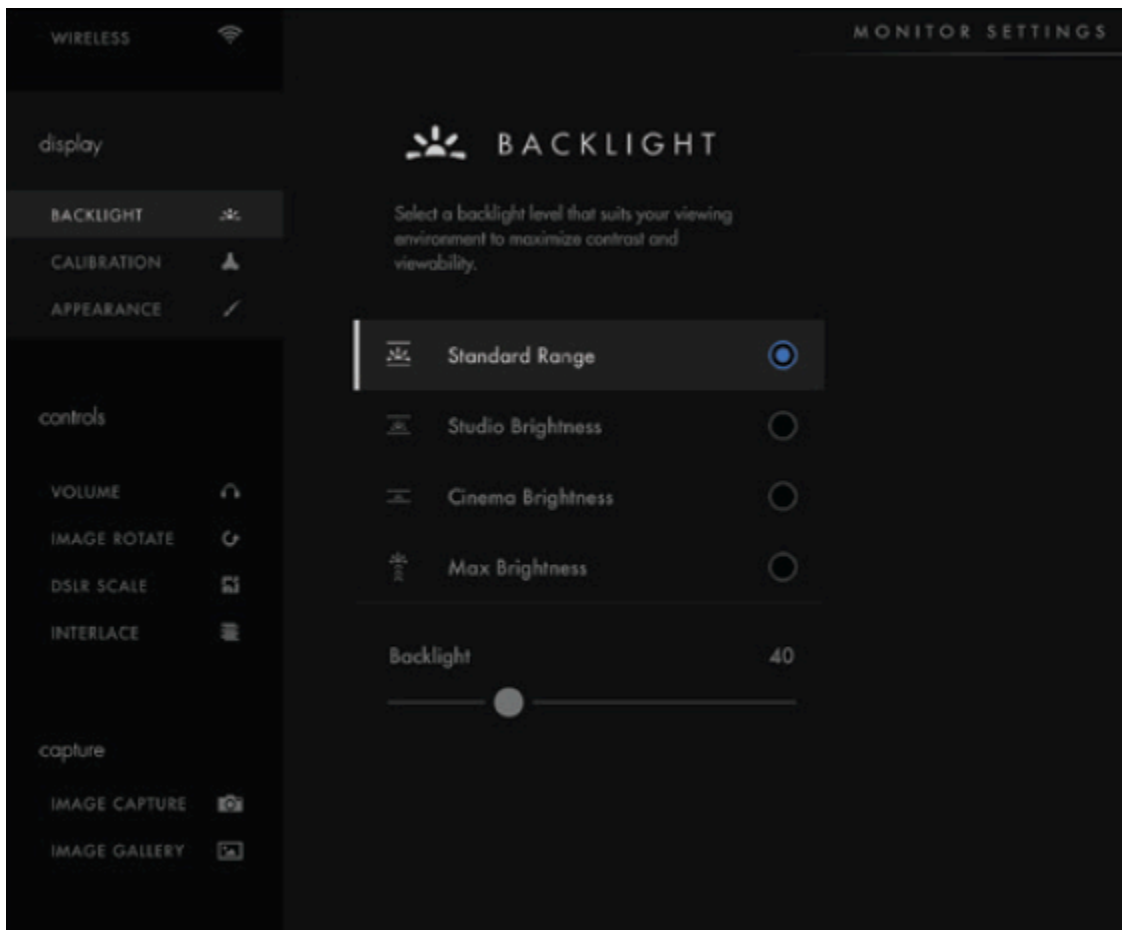 WIRELESS
MONITOR SETTINGS
display
BACKLIGHT
CALIBRATION
APPEARANCE
controls
VOLUME
IMAGE ROTATE
DSLR SCALE
INTERLACE
capture
IMAGE CAPTURE
IMAGE GALLERY
BACKLIGHT
Select a backlight level that suits your viewing
environment to maximize contrast and
viewability.
Standard Range
Studio Brightness
Cinema Brightness
Max Brightness
Backlight 40